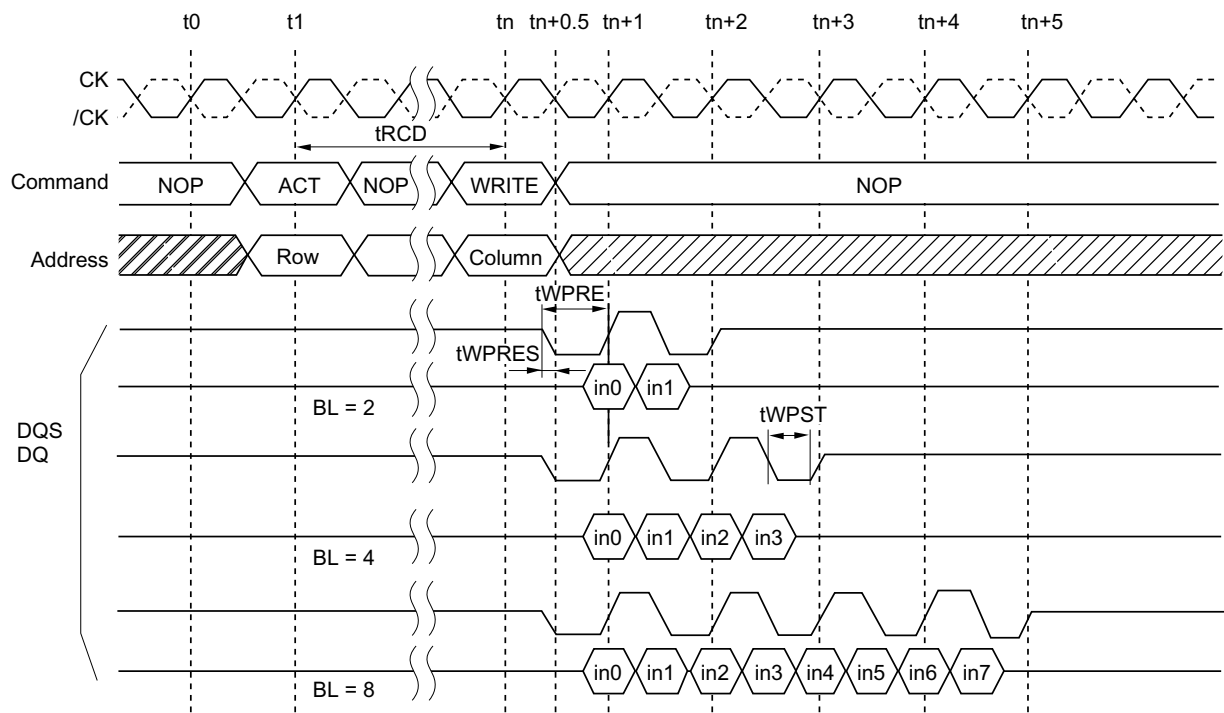 t0 t1 tn tn+0.5 tn+1 tn+2 tn+3 tn+4 tn+5
CK
/CK
tRCD
Command NOP ACT NOP WRITE NOP
Address Row Column
tWPRE
tWPRES
in0 in1
BL = 2
tWPST
DQS
DQ
in0 in1 in2 in3
BL = 4
in0 in1 in2 in3 in4 in5 in6 in7
BL = 8